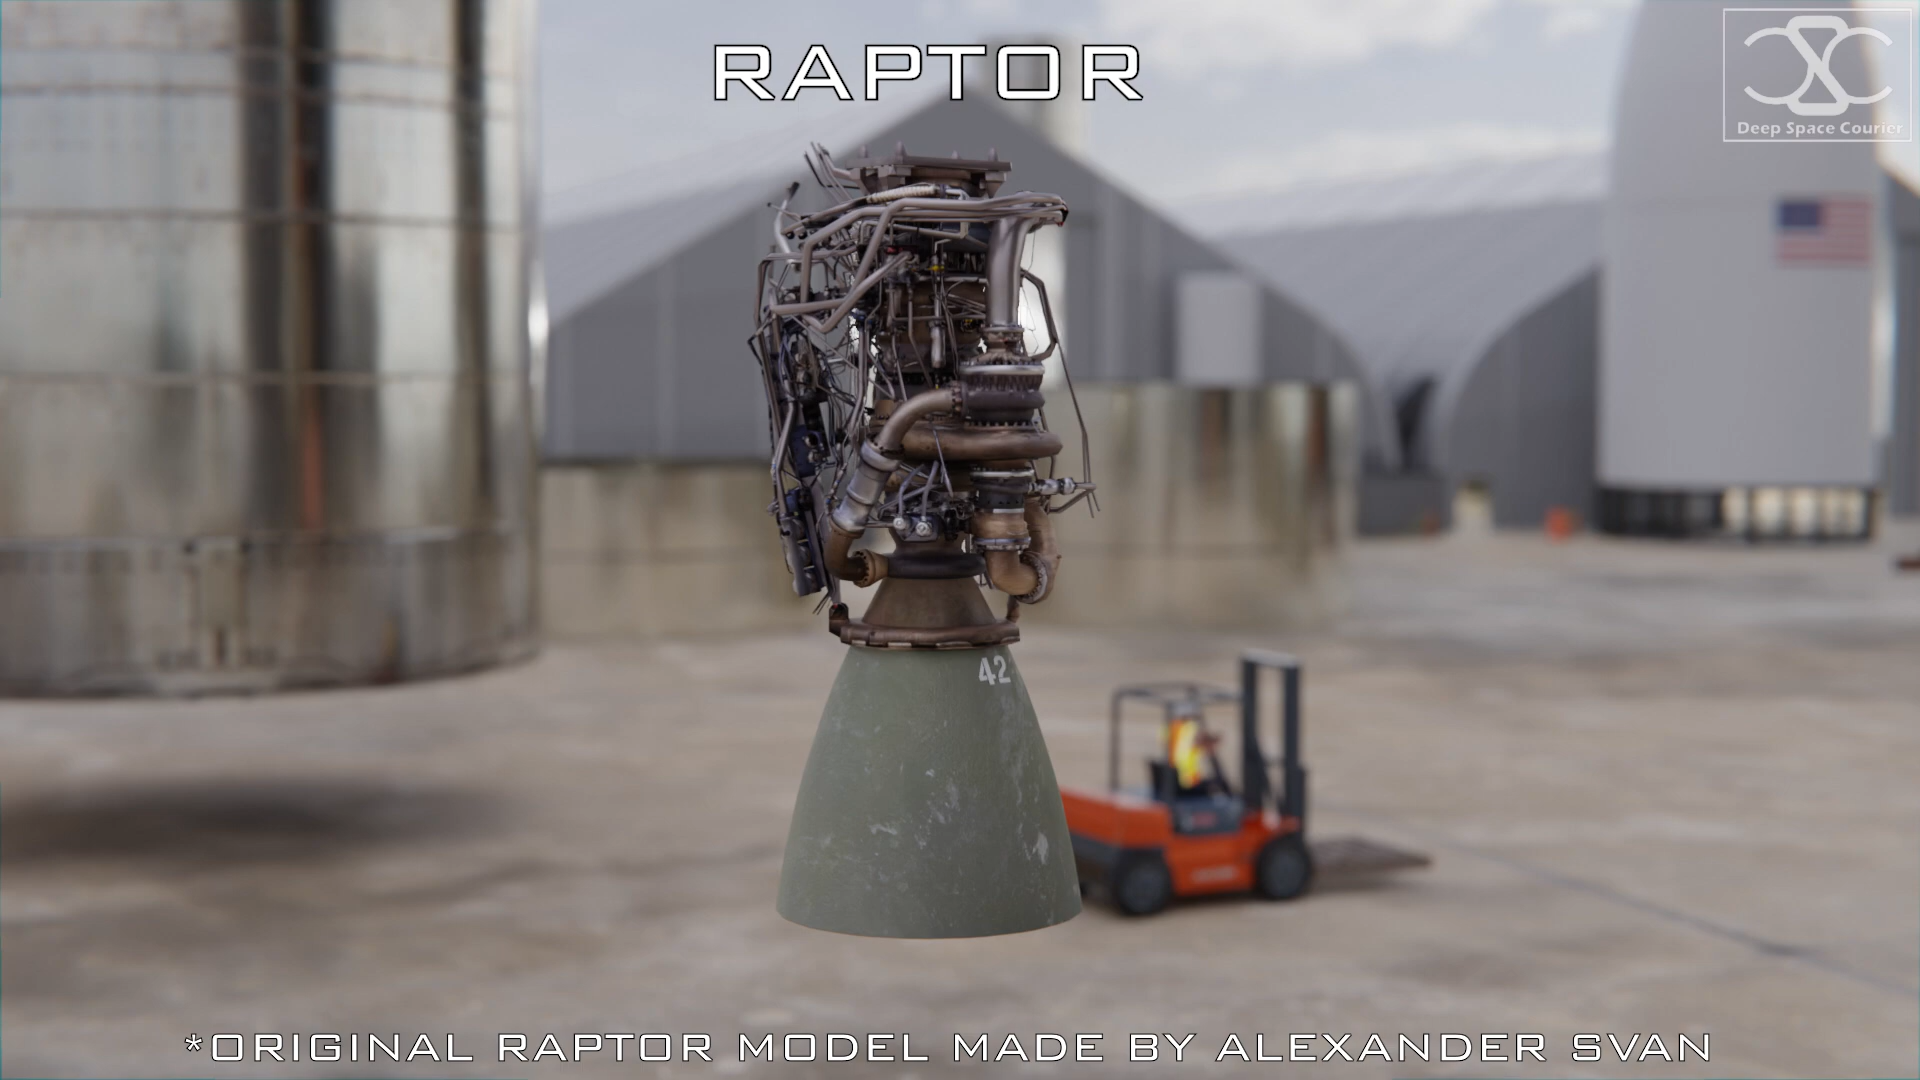 RAPTOR
Deep Space Courier
42
*ORIGINAL RAPTOR MODEL MADE BY ALEXANDER SVAN